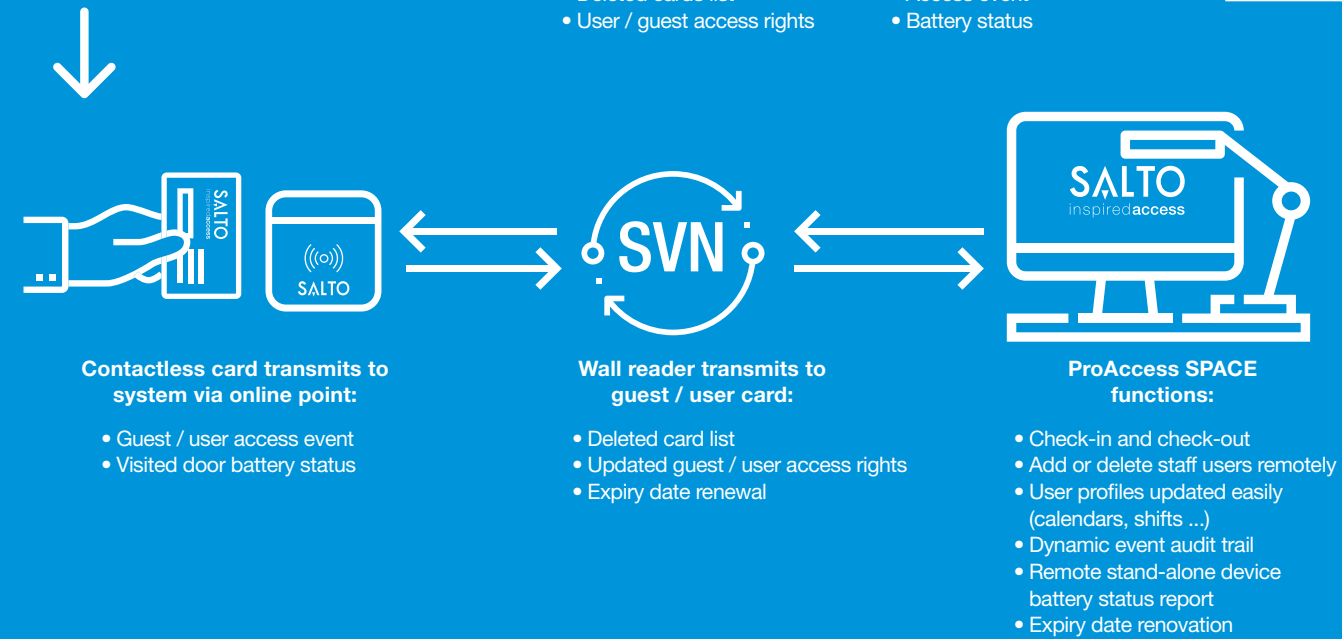 • User / guest access rights
• Battery status
SALTO
inspiredaccess
SALTO
SVN
SALTO
inspiredaccess
Contactless card transmits to
system via online point:
• Guest / user access event
• Visited door battery status
Wall reader transmits to
guest / user card:
• Deleted card list
• Updated guest / user access rights
• Expiry date renewal
ProAccess SPACE
functions:
• Check-in and check-out
• Add or delete staff users remotely
• User profiles updated easily
(calendars, shifts ...)
• Dynamic event audit trail
• Remote stand-alone device
battery status report
• Expiry date renovation